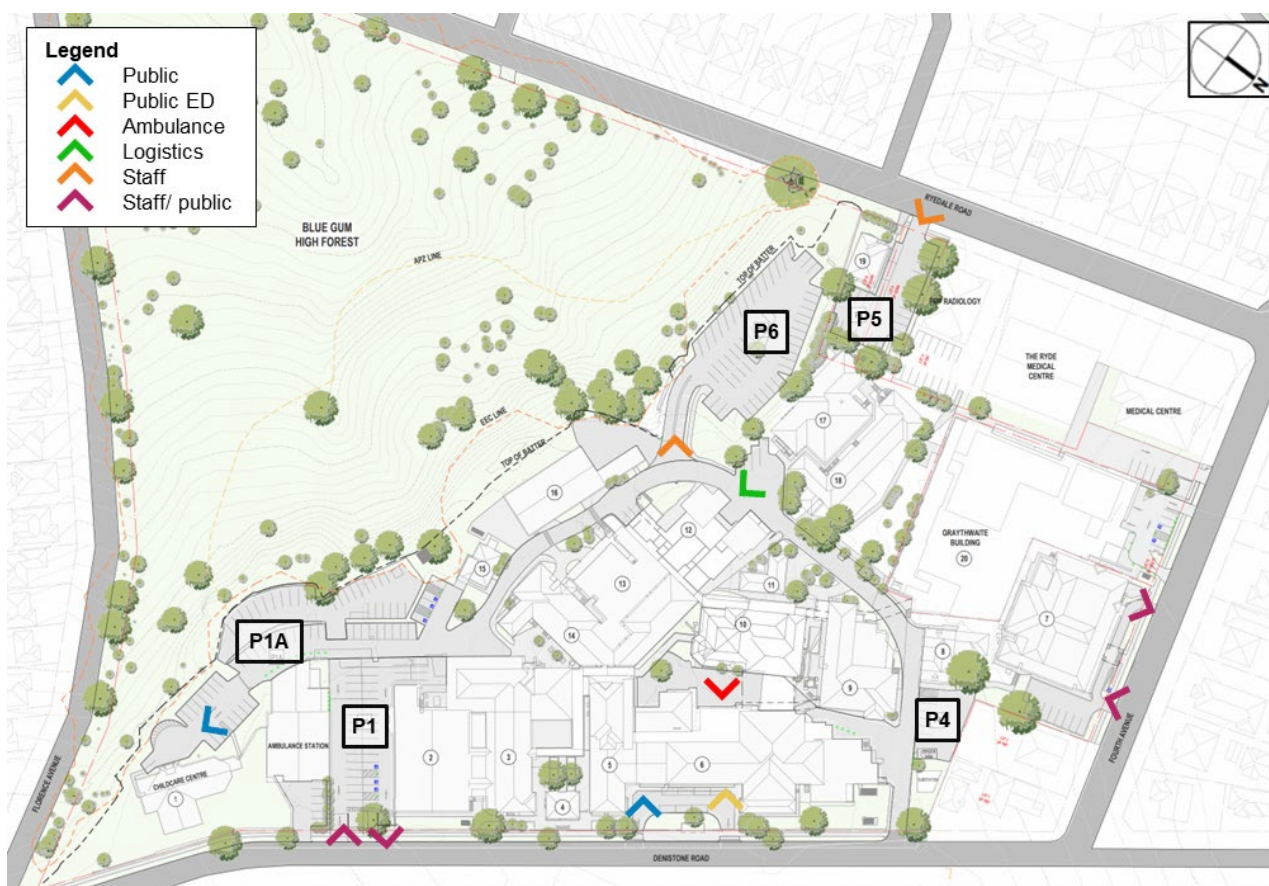 Legend
Public
Public ED
Ambulance
Logistics
Staff
Staff/ public
N
RYEDALE ROAD
BLUE GUM
HIGH FOREST
APZ LINE
TOP OF BATTER
19
P5
P6
RADIOLOGY
THE RYDE
MEDICAL
CENTRE
MEDICAL CENTRE
EEC LINE
TOP OF BATTER
17
18
16
12
GRAYTHWAITE
BUILDING
20
15
13
11
14
10
7
8
9
P1A
P1
P4
AMBULANCE STATION
2
3
5
6
4
CHILDCARE CENTRE
1
FLORENCE AVENUE
FOURTH AVENUE
DENISTONE ROAD